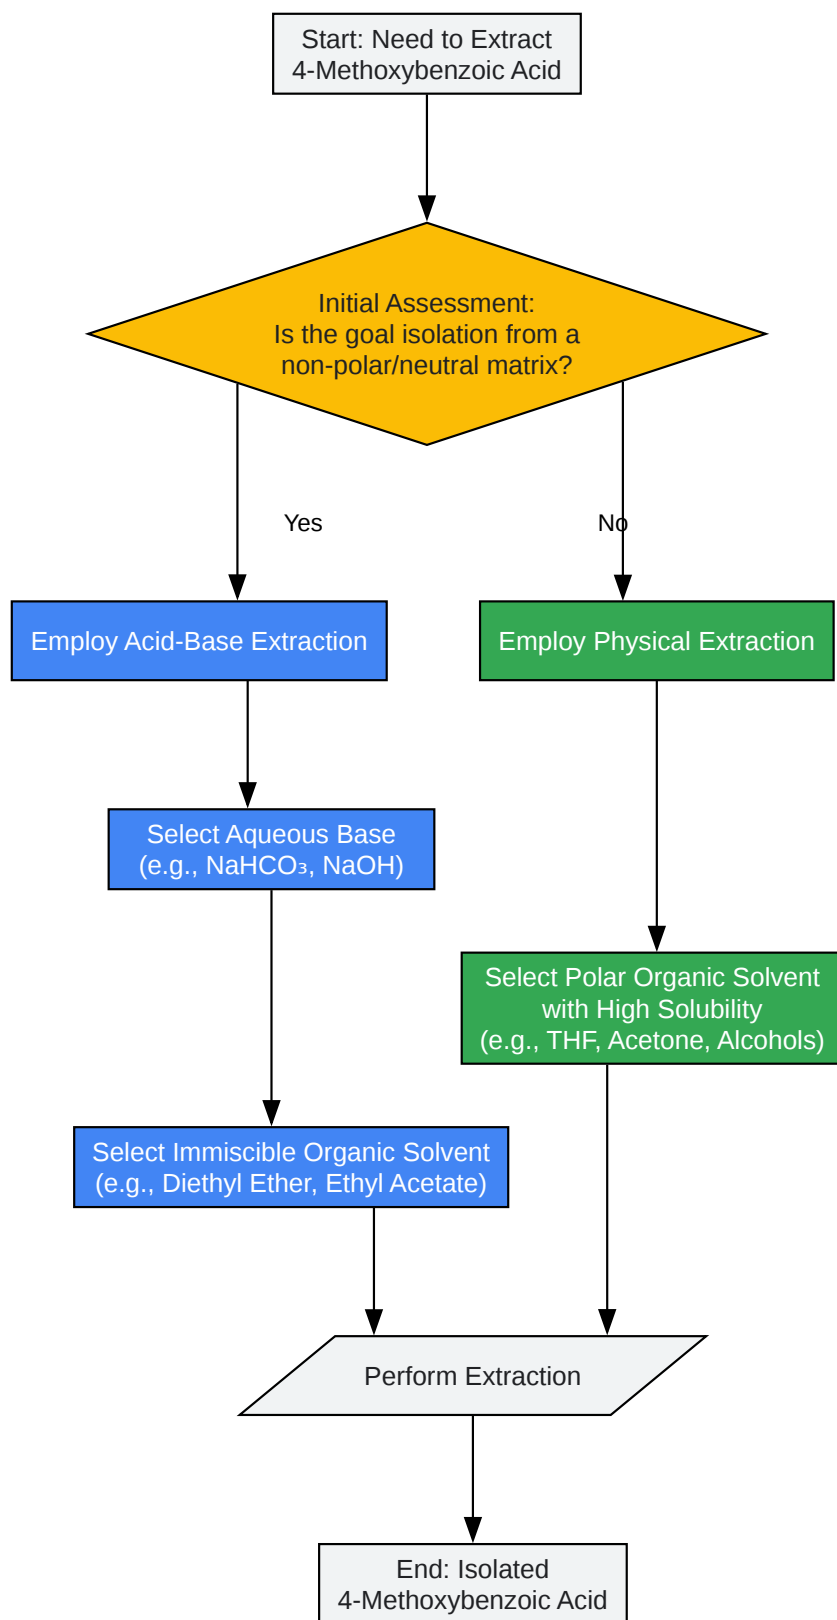 Start: Need to Extract
4-Methoxybenzoic Acid
Initial Assessment:
Is the goal isolation from a
non-polar/neutral matrix?
Yes
No
Employ Acid-Base Extraction
Employ Physical Extraction
Select Aqueous Base
(e.g., NaHCO₃, NaOH)
Select Polar Organic Solvent
with High Solubility
(e.g., THF, Acetone, Alcohols)
Select Immiscible Organic Solvent
(e.g., Diethyl Ether, Ethyl Acetate)
Perform Extraction
End: Isolated
4-Methoxybenzoic Acid